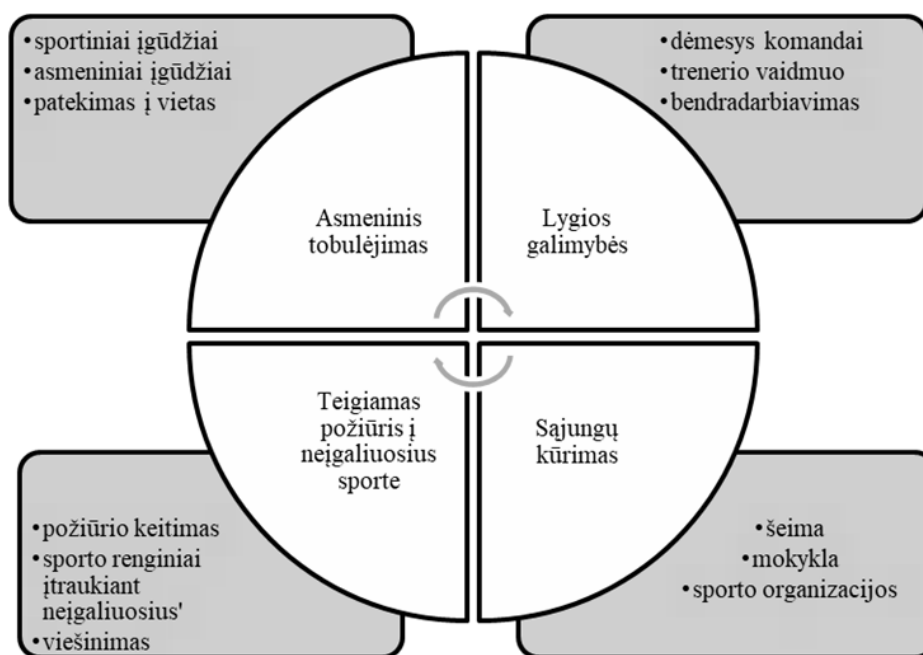 •sportiniai įgūdžiai
•asmeniniai įgūdžiai
•patekimas į vietas
•dėmesys komandai
•trenerio vaidmuo
•bendradarbiavimas
Asmeninis
tobulėjimas
Lygios
galimybės
Teigiamas
požiūris į
neįgaliuosius
sporte
Sąjungų
kūrimas
•požiūrio keitimas
•sporto renginiai
įtraukiant
neįgaliuosius'
•viešinimas
•šeima
•mokykla
•sporto organizacijos